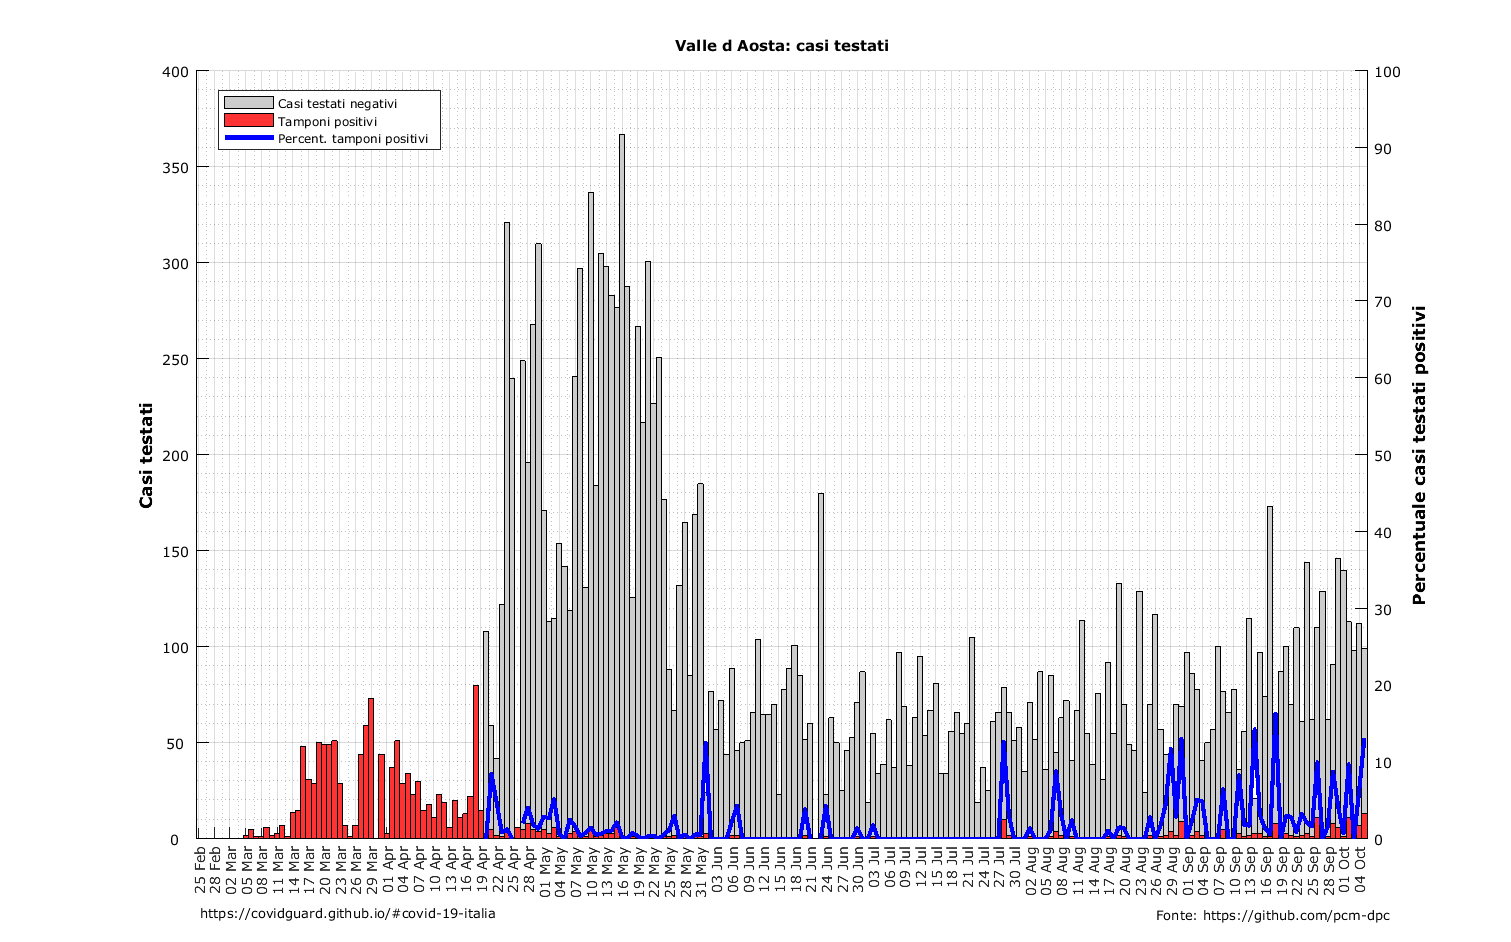 Valle d Aosta: casi testati
Casi testati negativi
Tamponi positivi
Percent. tamponi positivi
Casi testati
400
350
300
250
200
150
100
50
0
100
90
80
70
60
50
40
30
20
10
0
Percentuale casi testati positivi
25 Feb
28 Feb
02 Mar
05 Mar
08 Mar
11 Mar
14 Mar
17 Mar
20 Mar
23 Mar
26 Mar
29 Mar
01 Apr
04 Apr
07 Apr
10 Apr
13 Apr
16 Apr
19 Apr
22 Apr
25 Apr
28 Apr
01 May
04 May
07 May
10 May
13 May
16 May
19 May
22 May
25 May
28 May
31 May
03 Jun
06 Jun
09 Jun
12 Jun
15 Jun
18 Jun
21 Jun
24 Jun
27 Jun
30 Jun
03 Jul
06 Jul
09 Jul
12 Jul
15 Jul
18 Jul
21 Jul
24 Jul
27 Jul
30 Jul
02 Aug
05 Aug
08 Aug
11 Aug
14 Aug
17 Aug
20 Aug
23 Aug
26 Aug
29 Aug
01 Sep
04 Sep
07 Sep
10 Sep
13 Sep
16 Sep
19 Sep
22 Sep
25 Sep
28 Sep
01 Oct
04 Oct
https://covidguard.github.io/#covid-19-italia
Fonte: https://github.com/pcm-dpc